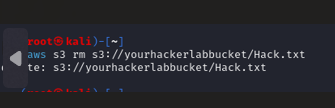 root㉿kali)-[~]
aws s3 rm s3://yourhackerlabbucket/Hack.txt
te: s3://yourhackerlabbucket/Hack.txt